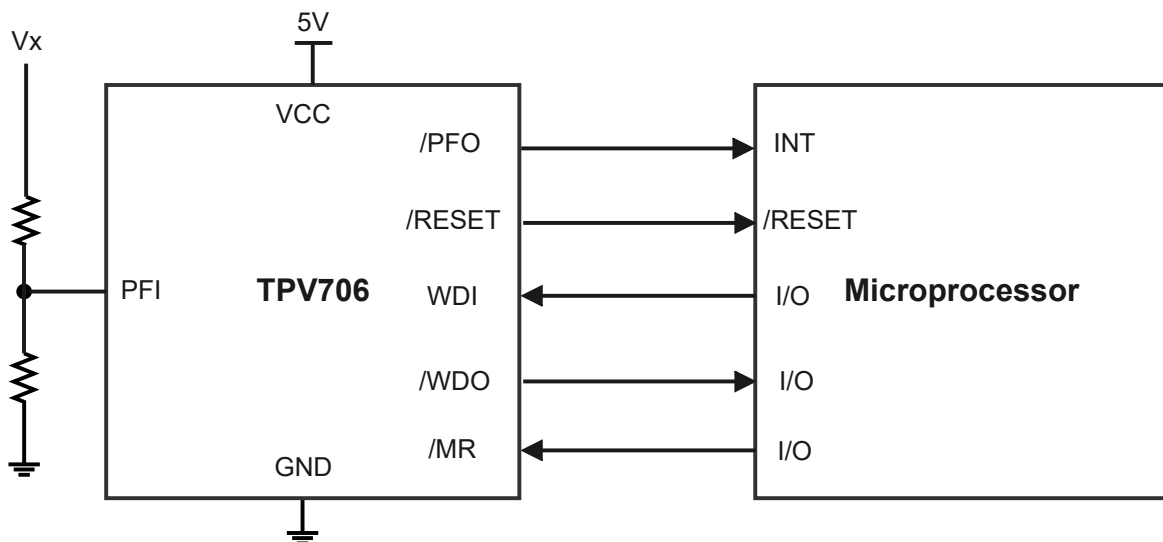 5V
Vx
VCC
/PFO
INT
/RESET
/RESET
PFI
TPV706
WDI
I/O
Microprocessor
/WDO
I/O
/MR
I/O
GND